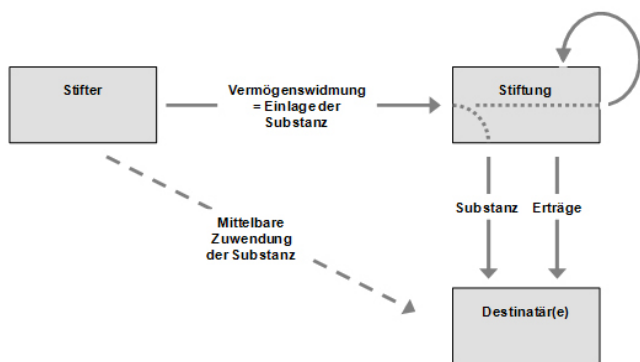 Stifter
Vermögenswidmung
= Einlage der
Substanz
Stiftung
Substanz
Erträge
Mittelbare
Zuwendung
der Substanz
Destinatär(e)